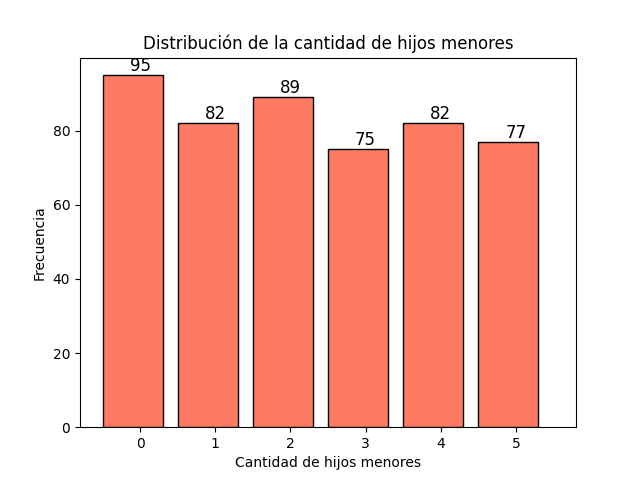 Distribución de la cantidad de hijos menores
95
82
89
75
82
77
80
60
40
20
0
Frecuencia
0 1 2 3 4 5
Cantidad de hijos menores